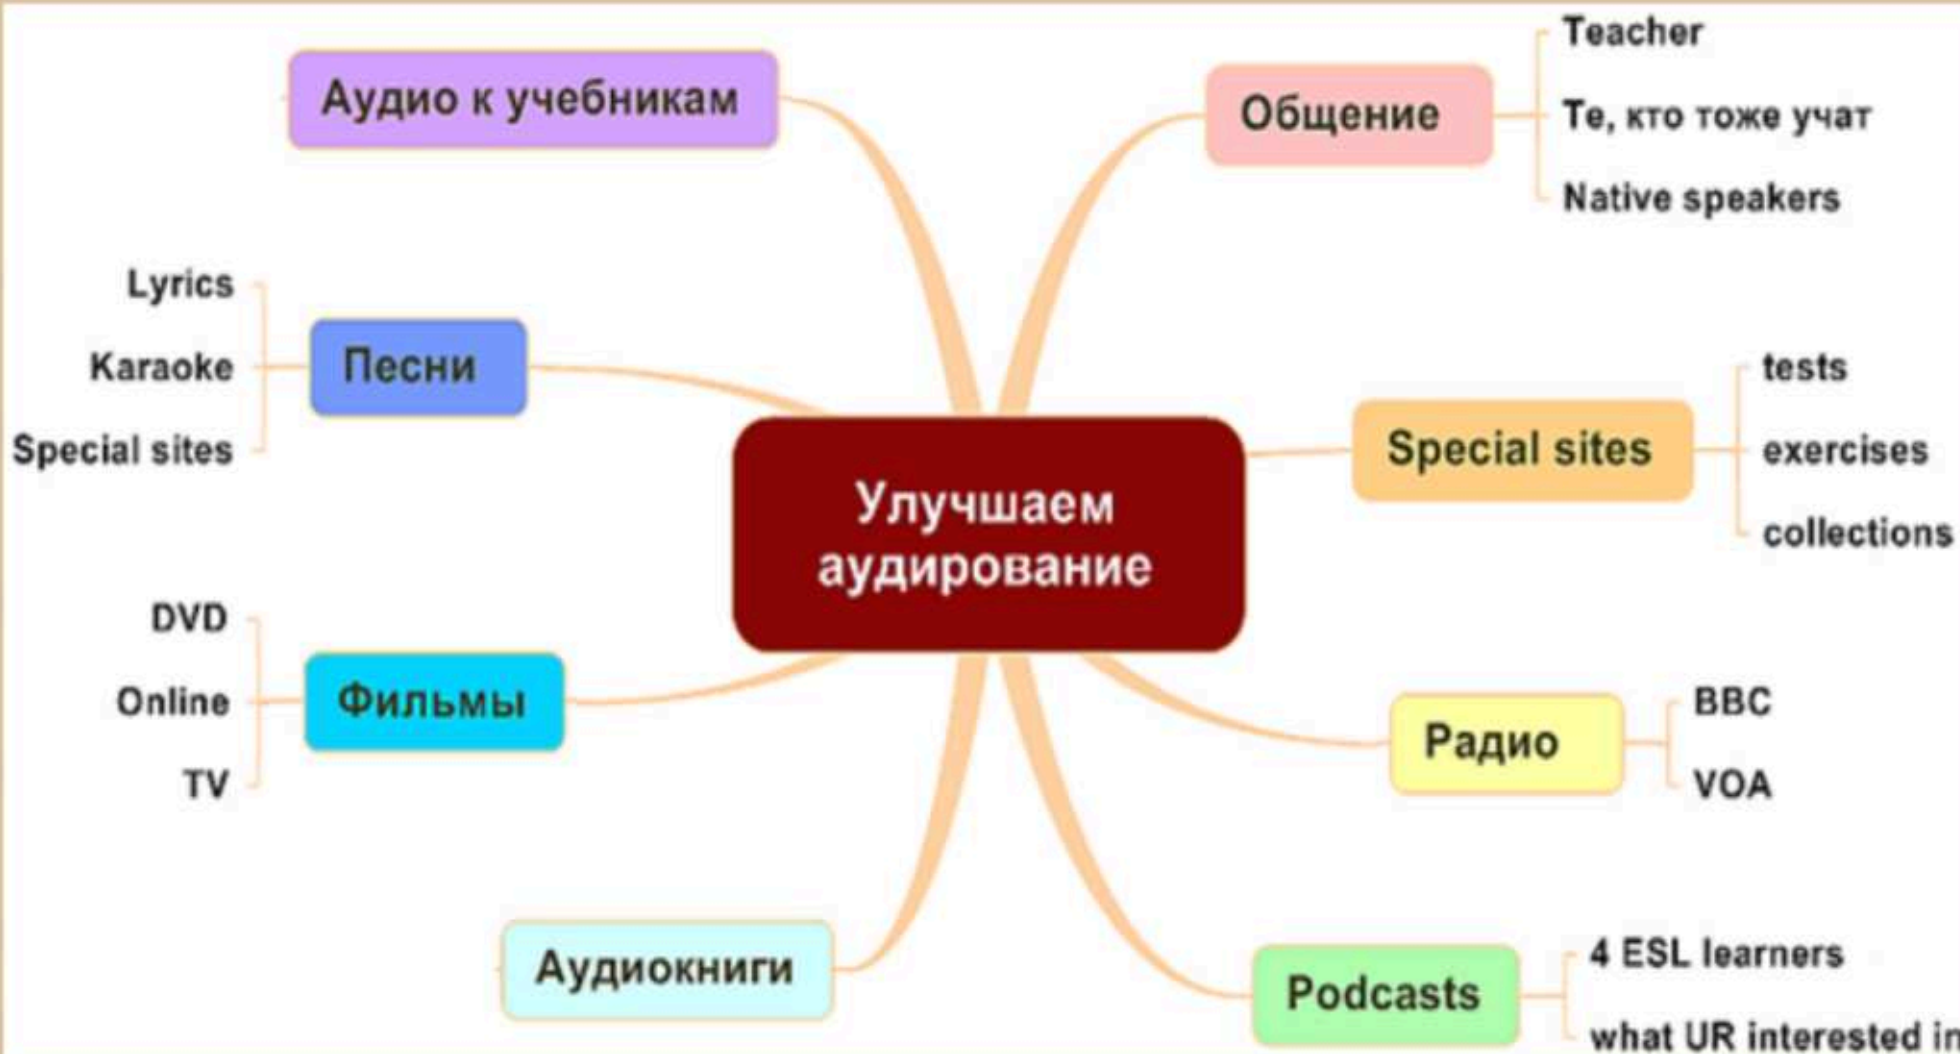 Аудио к учебникам
Общение
Teacher
Те, кто тоже учат
Native speakers
Lyrics
Karaoke
Special sites
Песни
Special sites
tests
exercises
collections
Улучшаем
аудирование
DVD
Online
TV
Фильмы
Радио
BBC
VOA
Аудиокниги
Podcasts
4 ESL learners
what UR interested in